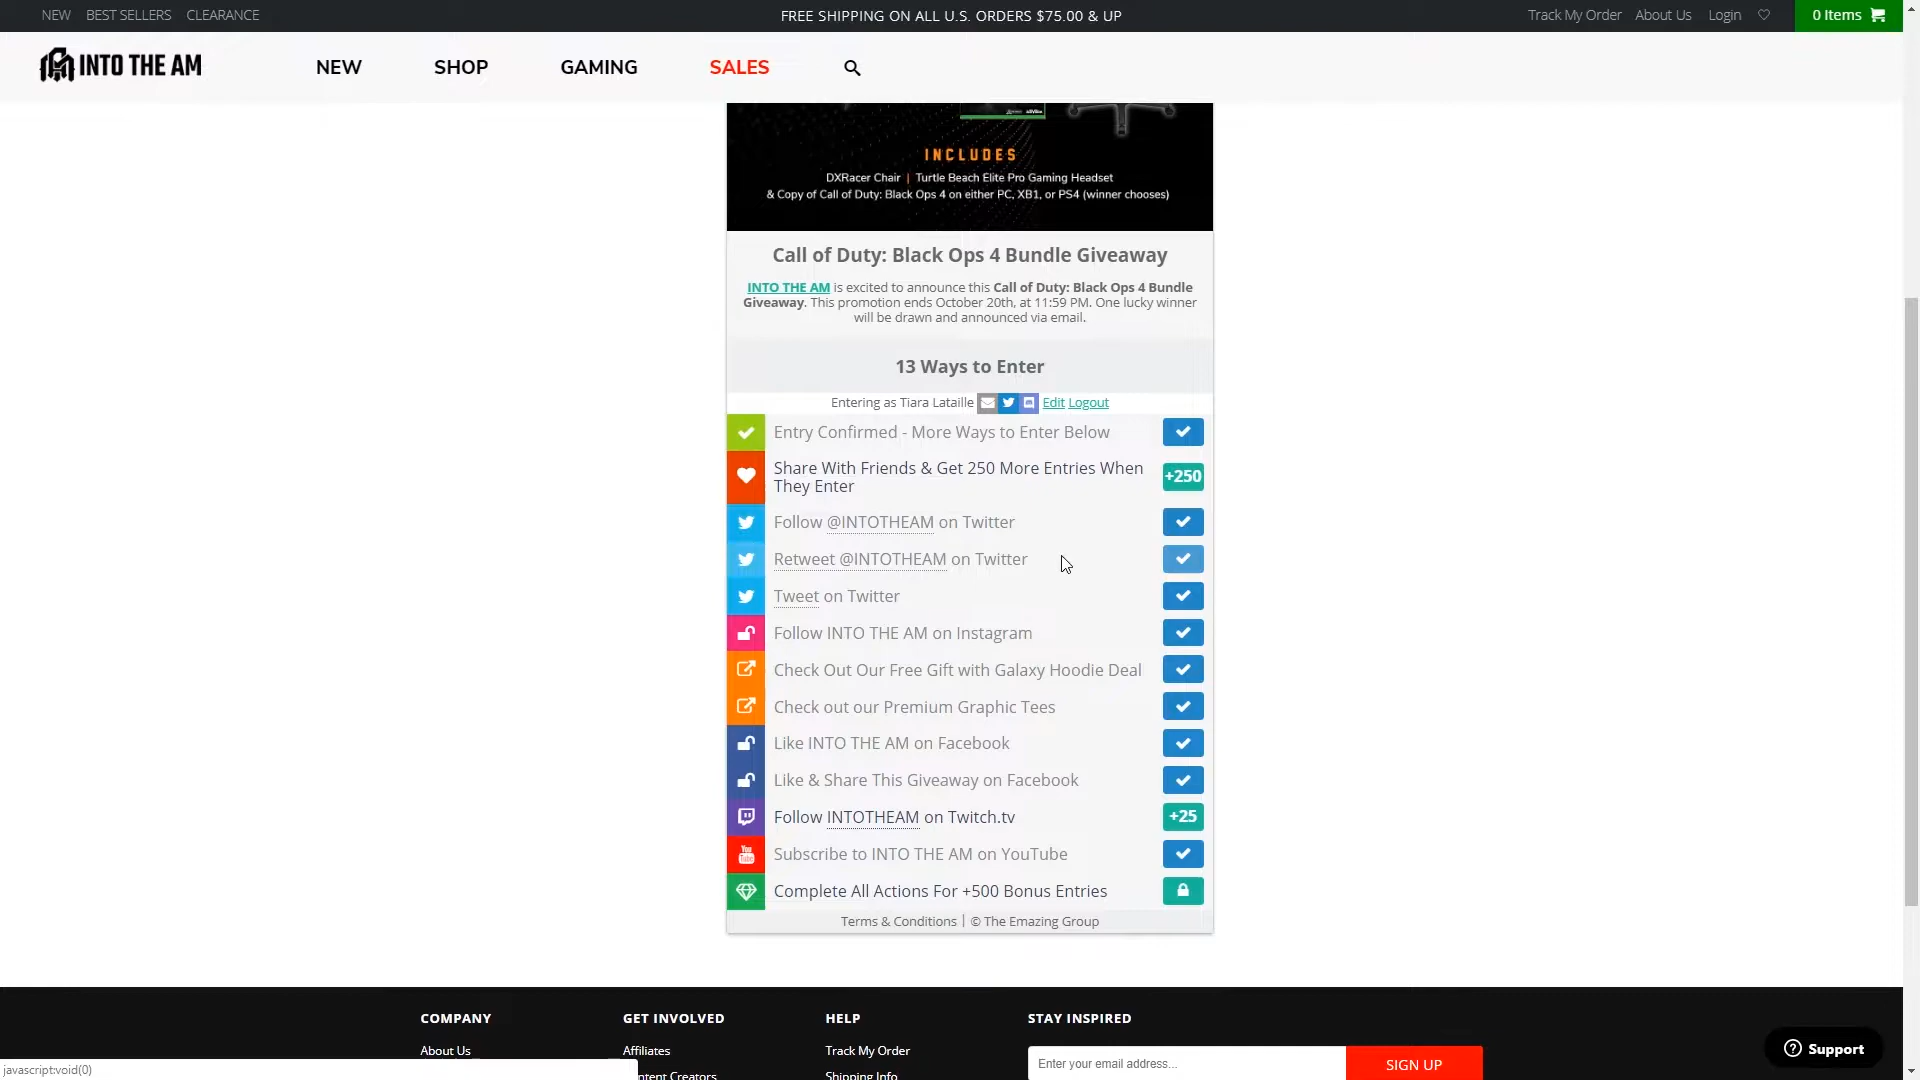 NEW BEST SELLERS CLEARANCE
FREE SHIPPING ON ALL U.S. ORDERS $75.00 & UP
Track My Order About Us Login
0 Items
INTO THE AM
NEW SHOP GAMING SALES
INCLUDES
DXRacer Chair | Turtle Beach Elite Pro Gaming Headset
& Copy of Call of Duty: Black Ops 4 on either PC, XB1, or PS4 (winner chooses)
Call of Duty: Black Ops 4 Bundle Giveaway
INTO THE AM is excited to announce this Call of Duty: Black Ops 4 Bundle
Giveaway. This promotion ends October 20th, at 11:59 PM. One lucky winner
will be drawn and announced via email.
13 Ways to Enter
Entering as Tiara Lataille Edit Logout
Entry Confirmed - More Ways to Enter Below
Share With Friends & Get 250 More Entries When
They Enter
+250
Follow @INTOTHEAM on Twitter
Retweet @INTOTHEAM on Twitter
Tweet on Twitter
Follow INTO THE AM on Instagram
Check Out Our Free Gift with Galaxy Hoodie Deal
Check out our Premium Graphic Tees
Like INTO THE AM on Facebook
Like & Share This Giveaway on Facebook
Follow INTOTHEAM on Twitch.tv
+25
Subscribe to INTO THE AM on YouTube
Complete All Actions For +500 Bonus Entries
Terms & Conditions | © The Emazing Group
COMPANY
About Us
GET INVOLVED
Affiliates
HELP
Track My Order
Shipping Info
STAY INSPIRED
Enter your email address...
SIGN UP
Support
javascript:void(0)